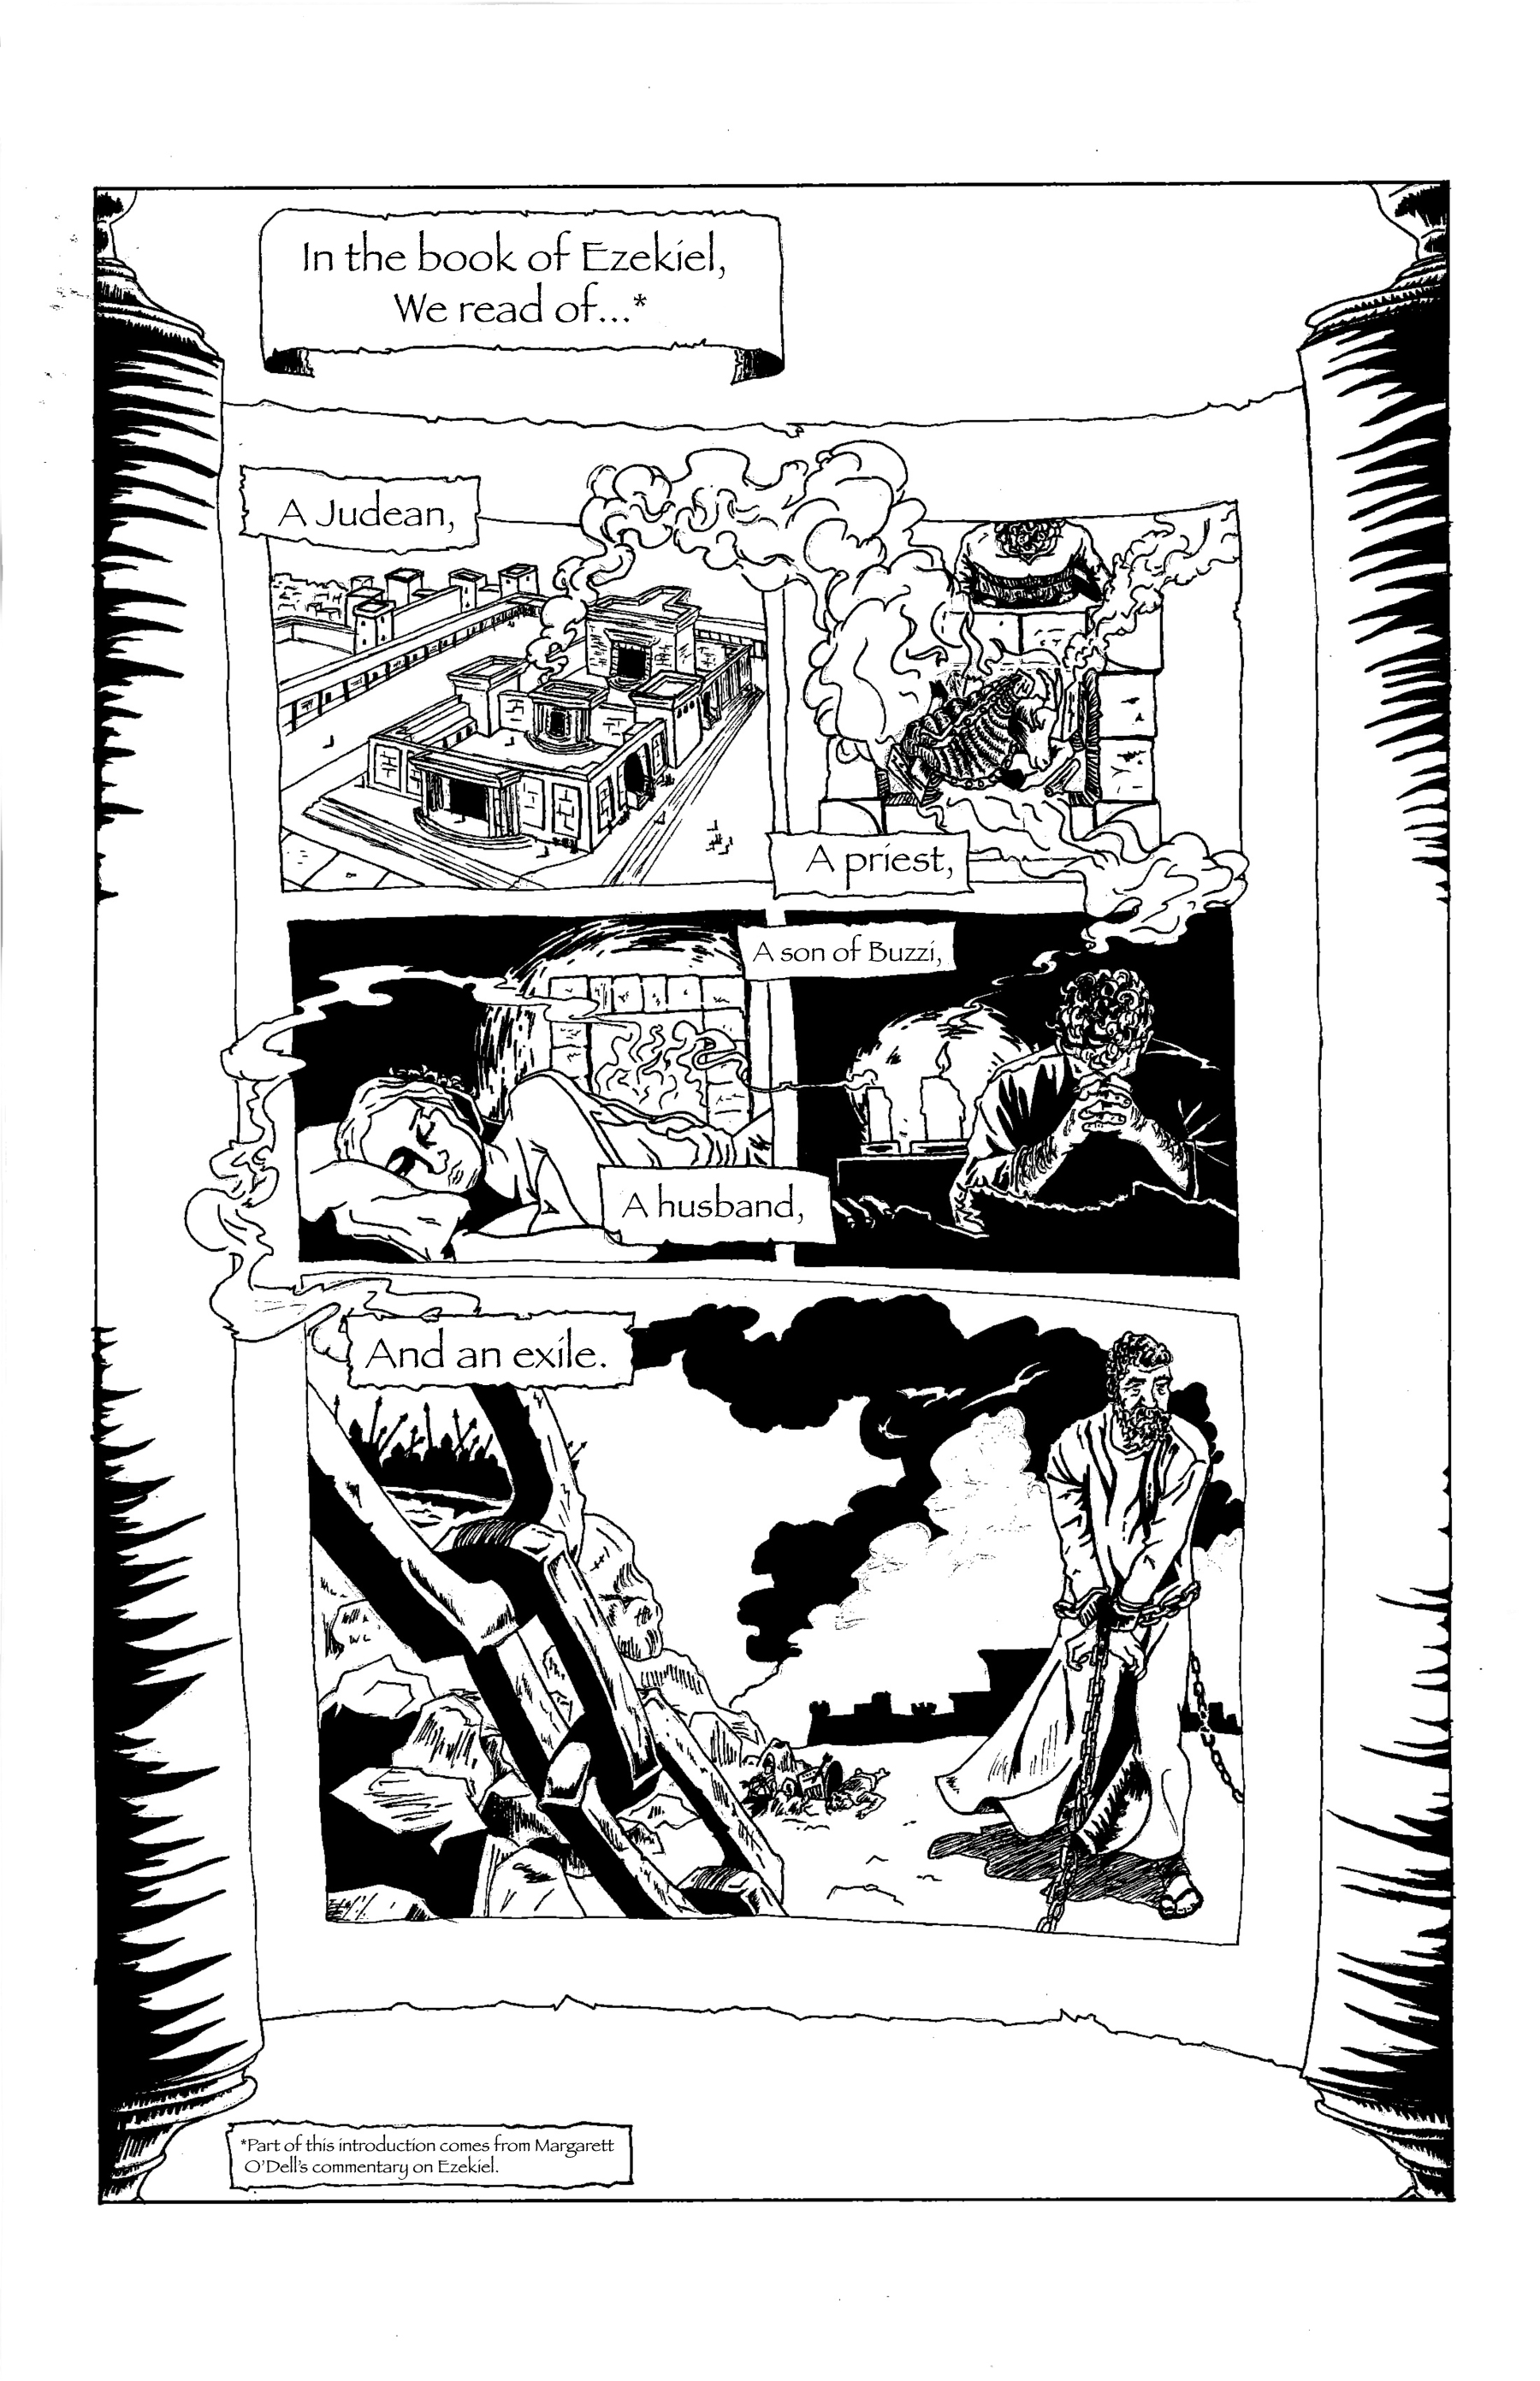 In the book of Ezekiel,
We read of...*
A Judean,
A priest,
A son of Buzzi,
A husband,
And an exile.
*Part of this introduction comes from Margarett
O'Dell's commentary on Ezekiel.